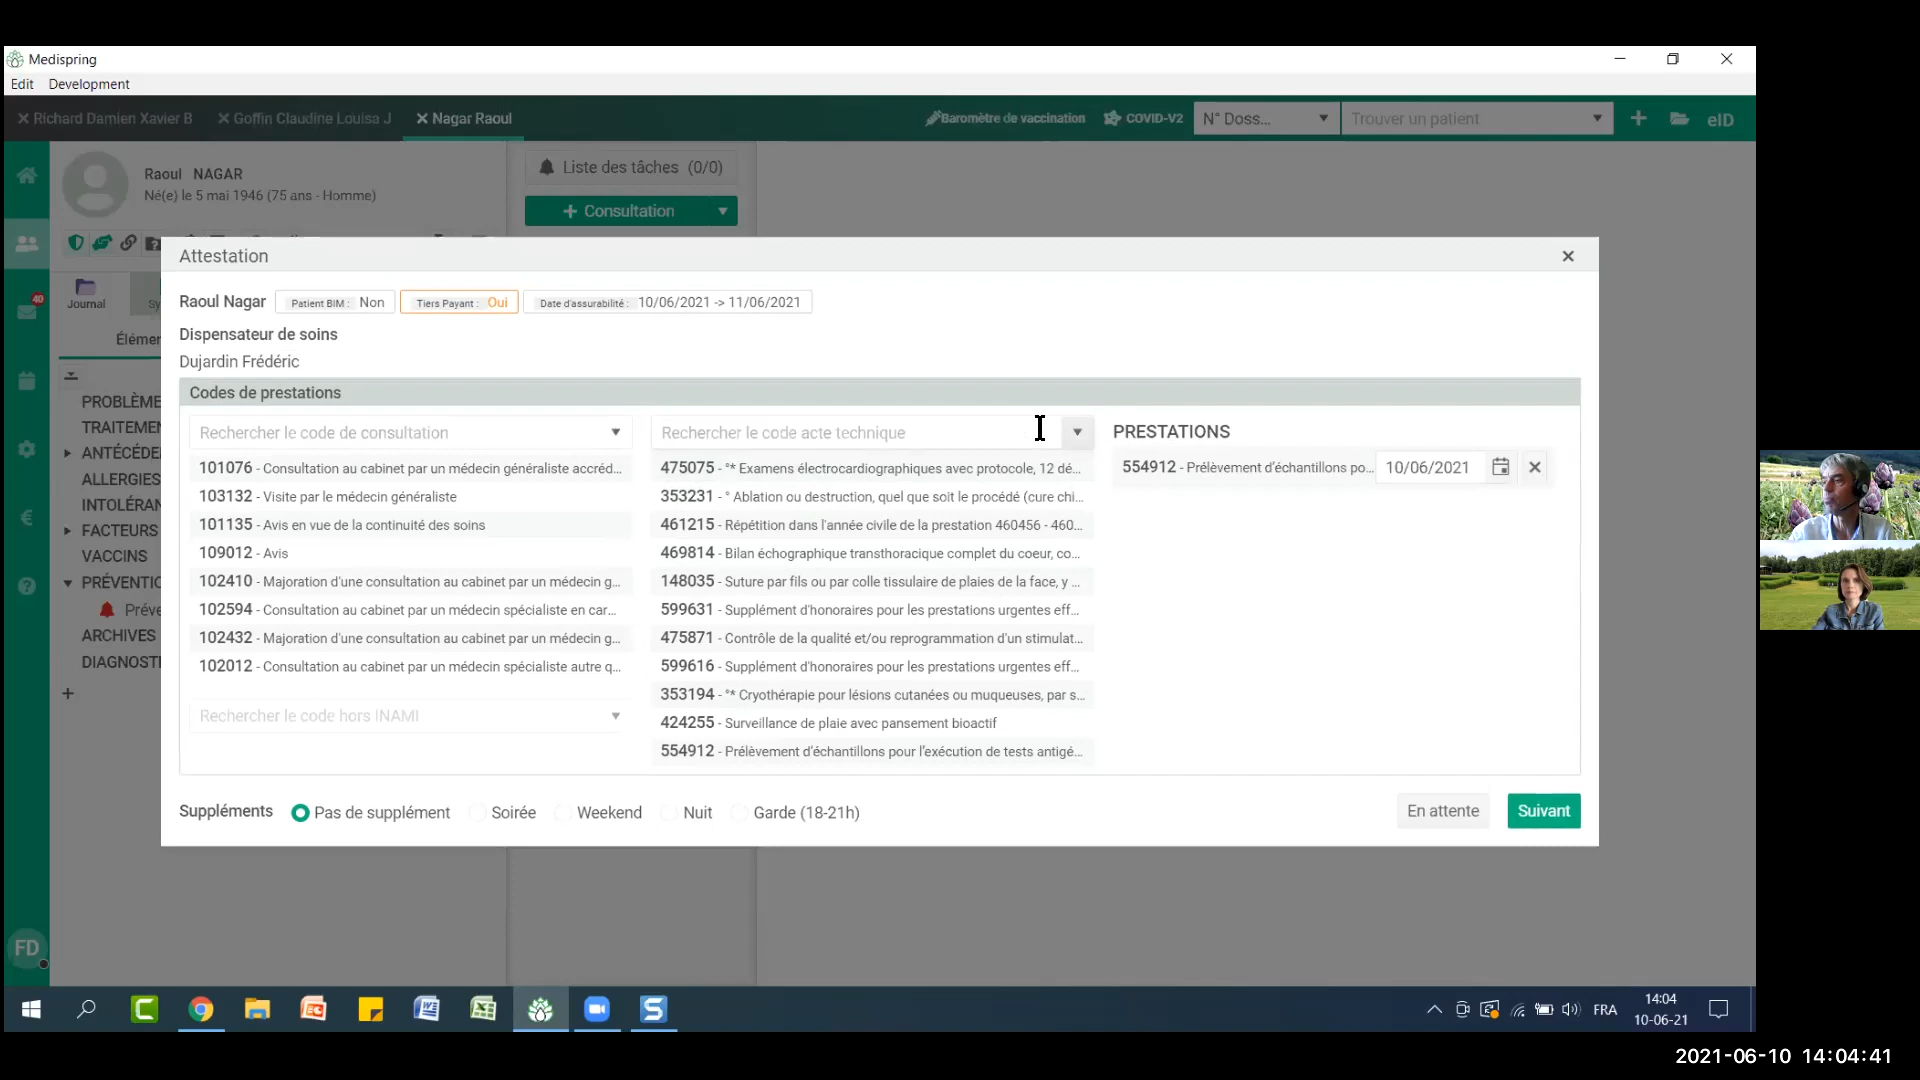 Medispring
Edit Development
Richard Damien Xavier B
Goffin Claudine Louisa J
Nagar Raoul
Baromètre de vaccination
COVID-V2
N° Doss...
Trouver un patient
eID
Raoul NAGAR
Né(e) le 5 mai 1946 (75 ans - Homme)
Liste des tâches (0/0)
+ Consultation
40
Journal
Sy
Élémer
PROBLÈME
TRAITEMEN
ANTÉCÉDE
ALLERGIES
INTOLÉRAN
FACTEURS
VACCINS
PRÉVENTIO
Préve
ARCHIVES
DIAGNOSTI
+
FD
Attestation
Raoul Nagar
Patient BIM : Non
Tiers Payant : Oui
Date d'assurabilité : 10/06/2021 -> 11/06/2021
Dispensateur de soins
Dujardin Frédéric
Codes de prestations
Rechercher le code de consultation
101076 - Consultation au cabinet par un médecin généraliste accréd...
103132 - Visite par le médecin généraliste
101135 - Avis en vue de la continuité des soins
109012 - Avis
102410 - Majoration d'une consultation au cabinet par un médecin g...
102594 - Consultation au cabinet par un médecin spécialiste en car...
102432 - Majoration d'une consultation au cabinet par un médecin g...
102012 - Consultation au cabinet par un médecin spécialiste autre q...
Rechercher le code hors INAMI
Rechercher le code acte technique
475075 - °* Examens électrocardiographiques avec protocole, 12 dé...
353231 - ° Ablation ou destruction, quel que soit le procédé (cure chi...
461215 - Répétition dans l'année civile de la prestation 460456 - 460...
469814 - Bilan échographique transthoracique complet du coeur, co...
148035 - Suture par fils ou par colle tissulaire de plaies de la face, y ...
599631 - Supplément d'honoraires pour les prestations urgentes eff...
475871 - Contrôle de la qualité et/ou reprogrammation d'un stimulat...
599616 - Supplément d'honoraires pour les prestations urgentes eff...
353194 - °* Cryothérapie pour lésions cutanées ou muqueuses, par s...
424255 - Surveillance de plaie avec pansement bioactif
554912 - Prélèvement d'échantillons pour l'exécution de tests antigé...
PRESTATIONS
554912 - Prélèvement d'échantillons po... 10/06/2021
Suppléments Pas de supplément Soirée Weekend Nuit Garde (18-21h)
En attente
Suivant
FRA
14:04
10-06-21
2021-06-10 14:04:41